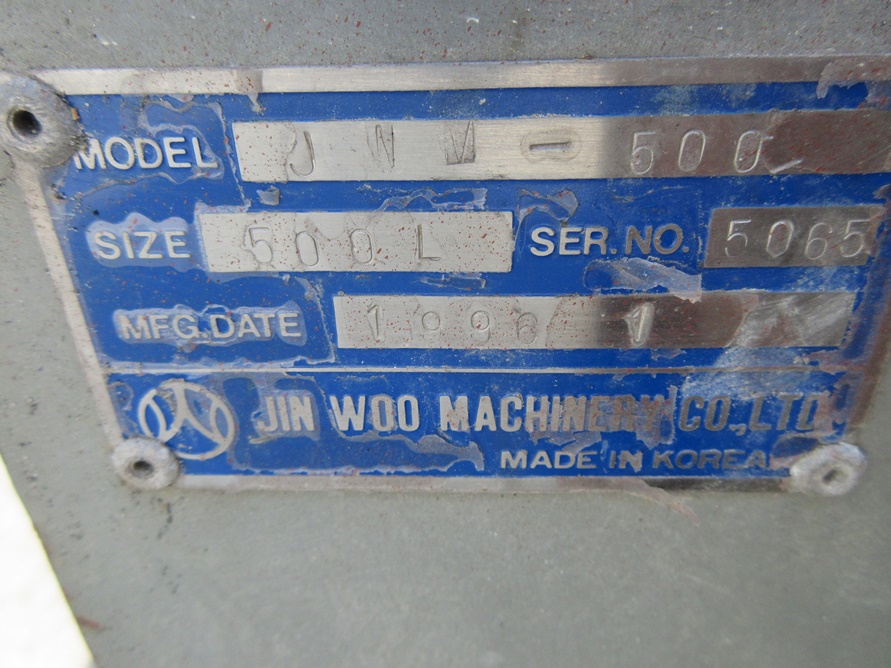 MODEL JWM-500
SIZE 500L SER. NO. 5065
MFG. DATE 1996 1
JIN WOO MACHINERY CO., LTD
MADE IN KOREA